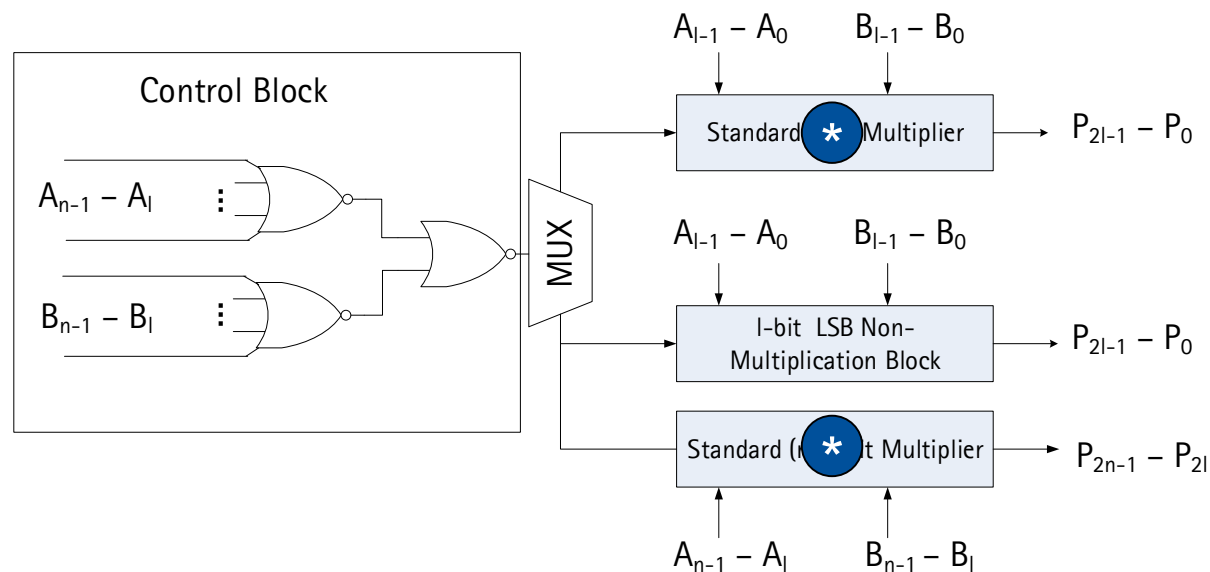 A_{l-1} – A_0 B_{l-1} – B_0
Control Block
Standard * Multiplier
P_{2l-1} – P_0
A_{n-1} – A_l ⋮
MUX
A_{l-1} – A_0 B_{l-1} – B_0
B_{n-1} – B_l ⋮
l-bit LSB Non-
Multiplication Block
P_{2l-1} – P_0
Standard * Multiplier
P_{2n-1} – P_{2l}
A_{n-1} – A_l B_{n-1} – B_l